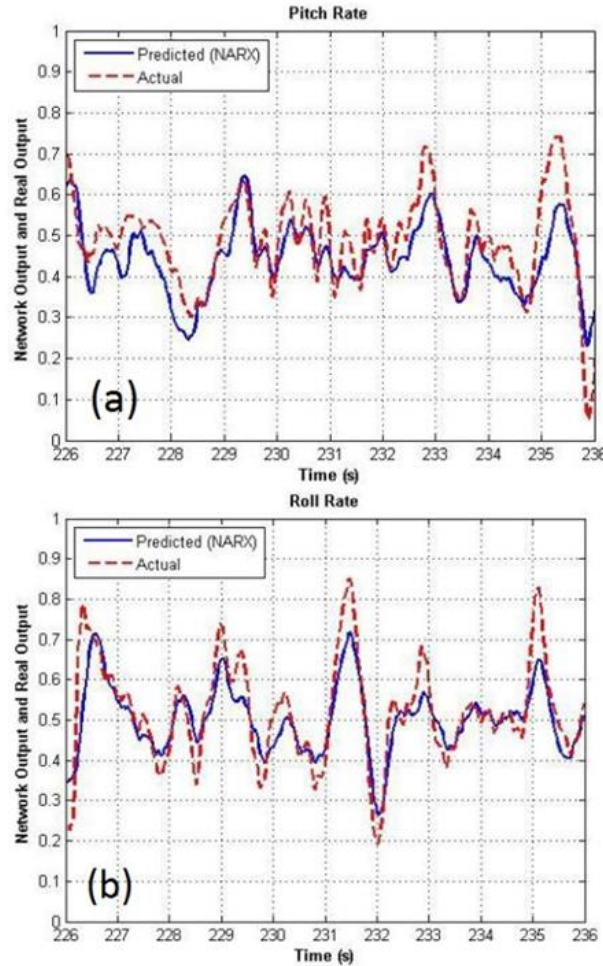 Pitch Rate
1
0.9
0.8
0.7
0.6
0.5
0.4
0.3
0.2
0.1
0
Network Output and Real Output
Predicted (NARX)
Actual
(a)
226 227 228 229 230 231 232 233 234 235 236
Time (s)
Roll Rate
1
0.9
0.8
0.7
0.6
0.5
0.4
0.3
0.2
0.1
0
Network Output and Real Output
Predicted (NARX)
Actual
(b)
226 227 228 229 230 231 232 233 234 235 236
Time (s)